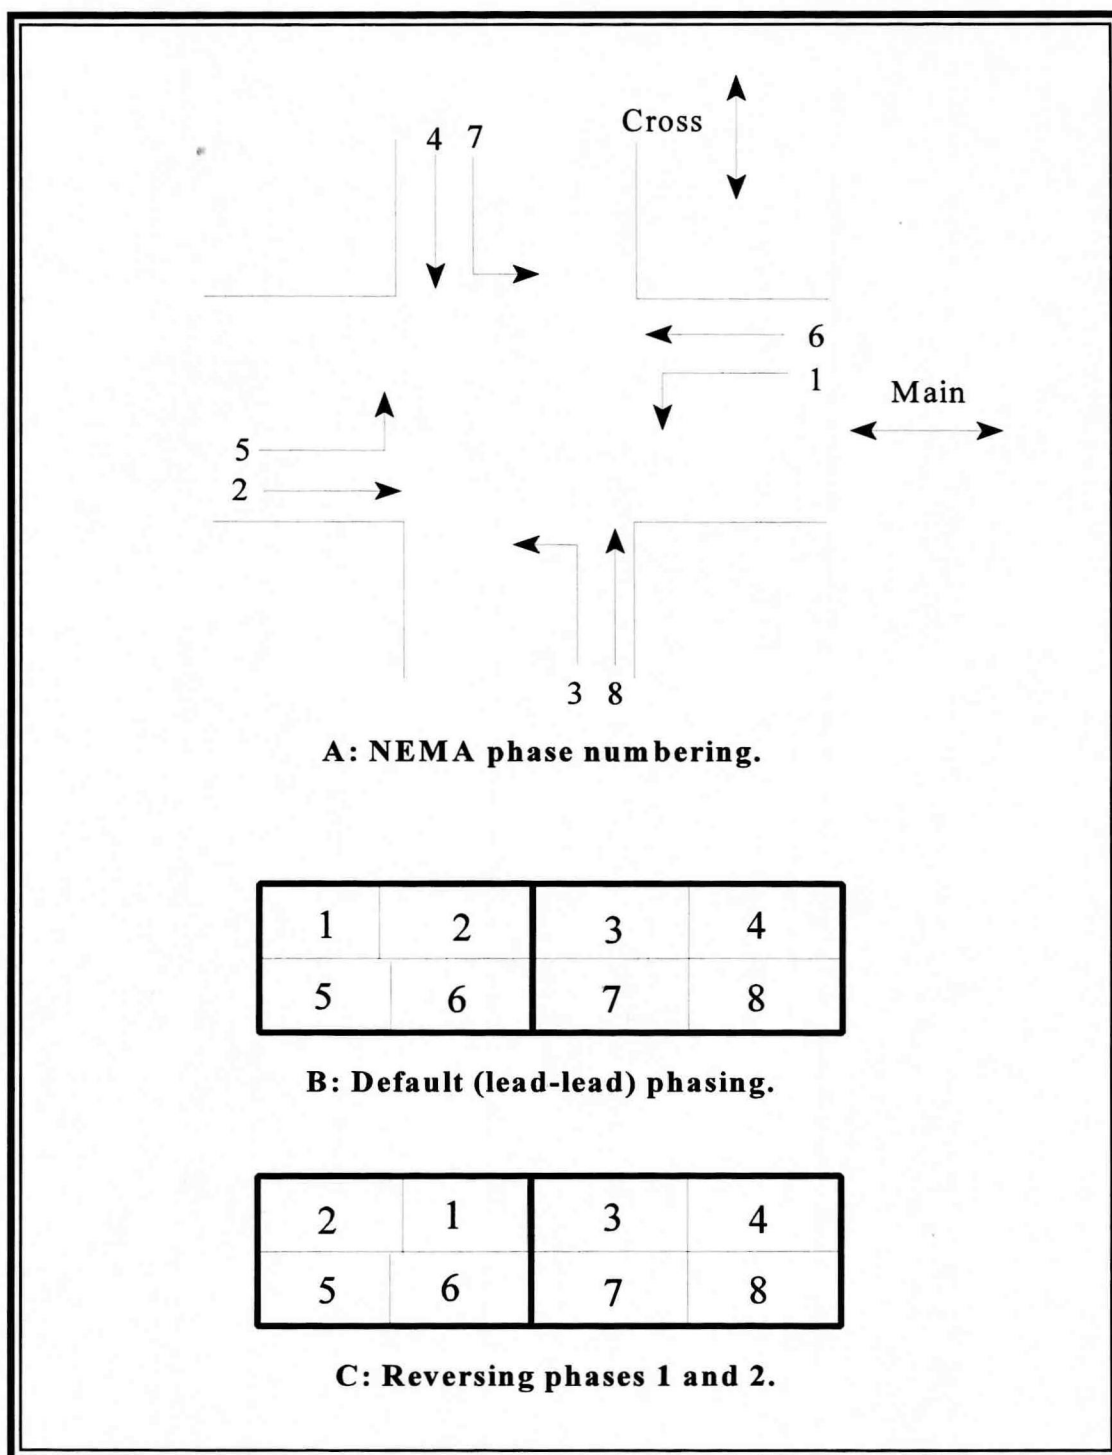 Cross
4 7
6
1
Main
5
2
3 8
A: NEMA phase numbering.
1 2 3 4
5 6 7 8
B: Default (lead-lead) phasing.
2 1 3 4
5 6 7 8
C: Reversing phases 1 and 2.